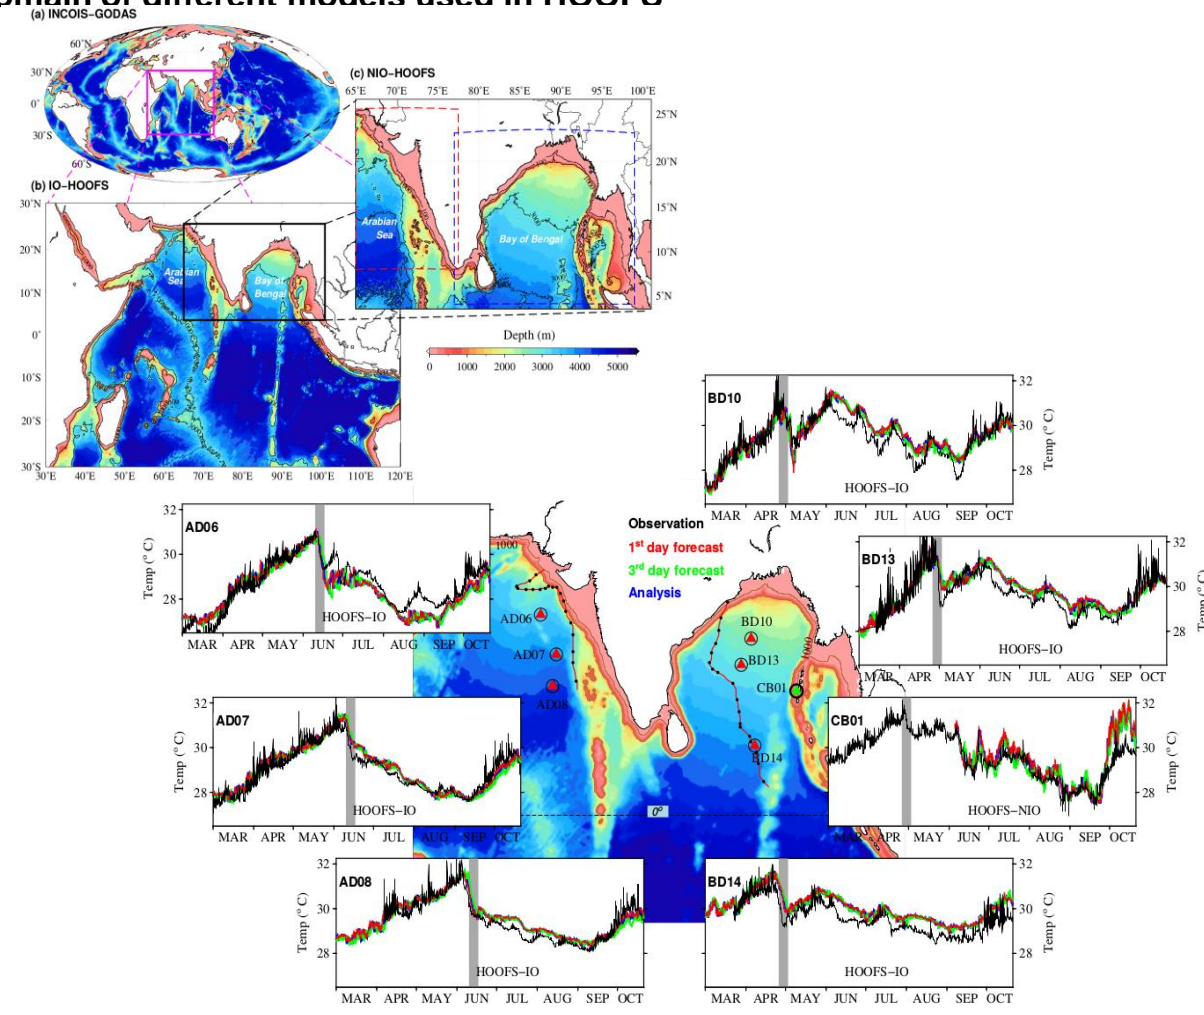 omain of different models used in HOOFS
(a) INCOIS−GODAS
60°N
30°N
0°
30°S
60°S
(c) NIO−HOOFS
65°E 70°E 75°E 80°E 85°E 90°E 95°E 100°E
25°N
20°N
15°N
10°N
5°N
Arabian
Sea
Bay of Bengal
(b) IO−HOOFS
30°N
20°N
10°N
0°
10°S
20°S
30°S
Arabian
Sea
Bay of
Bengal
30°E 40°E 50°E 60°E 70°E 80°E 90°E 100°E 110°E 120°E
Depth (m)
0 1000 2000 3000 4000 5000
BD10
32
30
28
Temp (° C)
HOOFS−IO
MAR APR MAY JUN JUL AUG SEP OCT
AD06
32
30
28
Temp (° C)
HOOFS−IO
MAR APR MAY JUN JUL AUG SEP OCT
Observation
1st day forecast
3rd day forecast
Analysis
BD13
32
30
28
Temp (° C)
HOOFS−IO
MAR APR MAY JUN JUL AUG SEP OCT
1000
AD06
AD07
AD08
BD10
BD13
CB01
BD14
1000
0°
AD07
32
30
28
Temp (° C)
HOOFS−IO
MAR APR MAY JUN JUL AUG SEP OCT
CB01
32
30
28
Temp (° C)
HOOFS−NIO
MAR APR MAY JUN JUL AUG SEP OCT
AD08
32
30
28
Temp (° C)
HOOFS−IO
MAR APR MAY JUN JUL AUG SEP OCT
BD14
32
30
28
Temp (° C)
HOOFS−IO
MAR APR MAY JUN JUL AUG SEP OCT